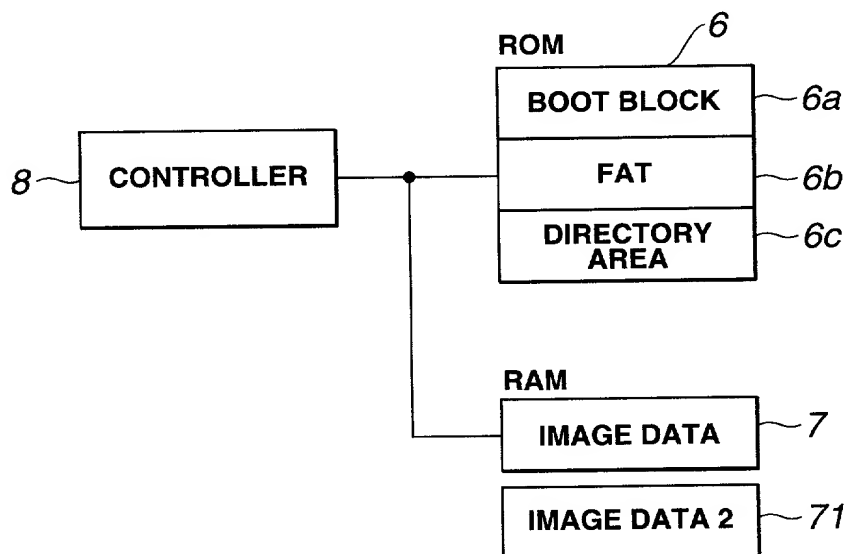 6
ROM
BOOT BLOCK 6a
8 CONTROLLER
FAT 6b
DIRECTORY
AREA 6c
RAM
IMAGE DATA 7
IMAGE DATA 2 71